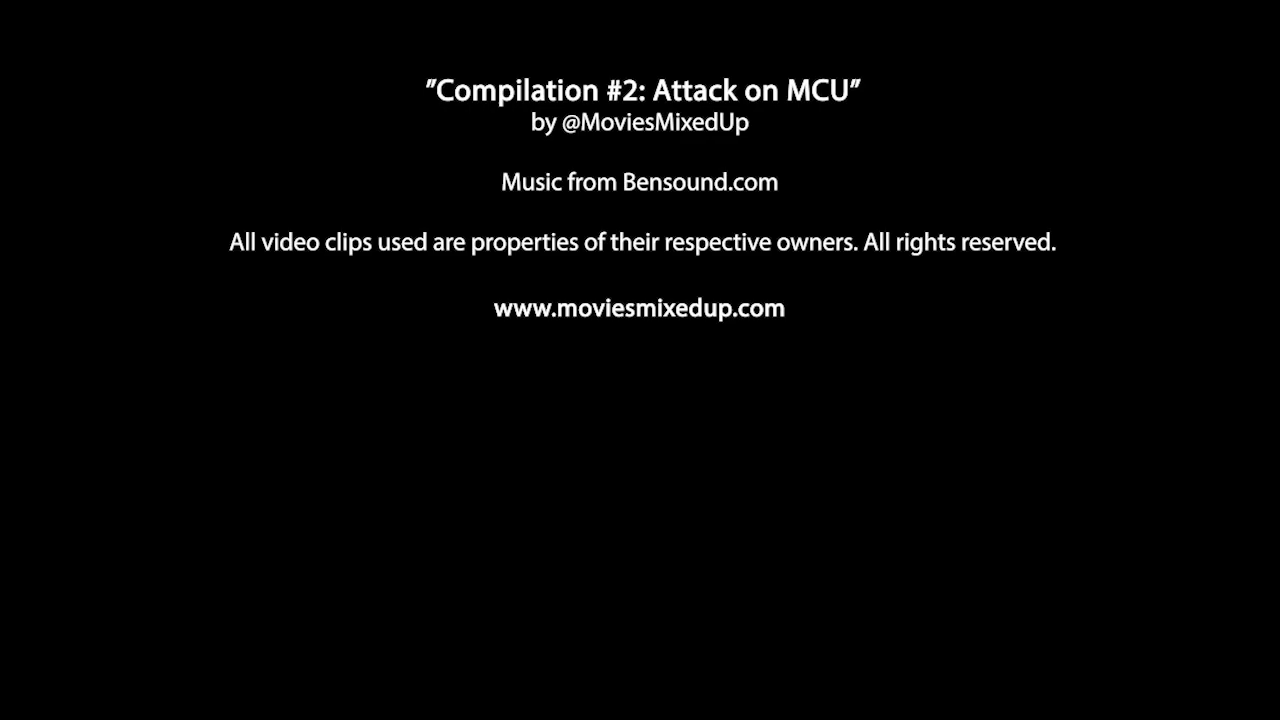 ”Compilation #2: Attack on MCU”
by @MoviesMixedUp
Music from Bensound.com
All video clips used are properties of their respective owners. All rights reserved.
www.moviesmixedup.com